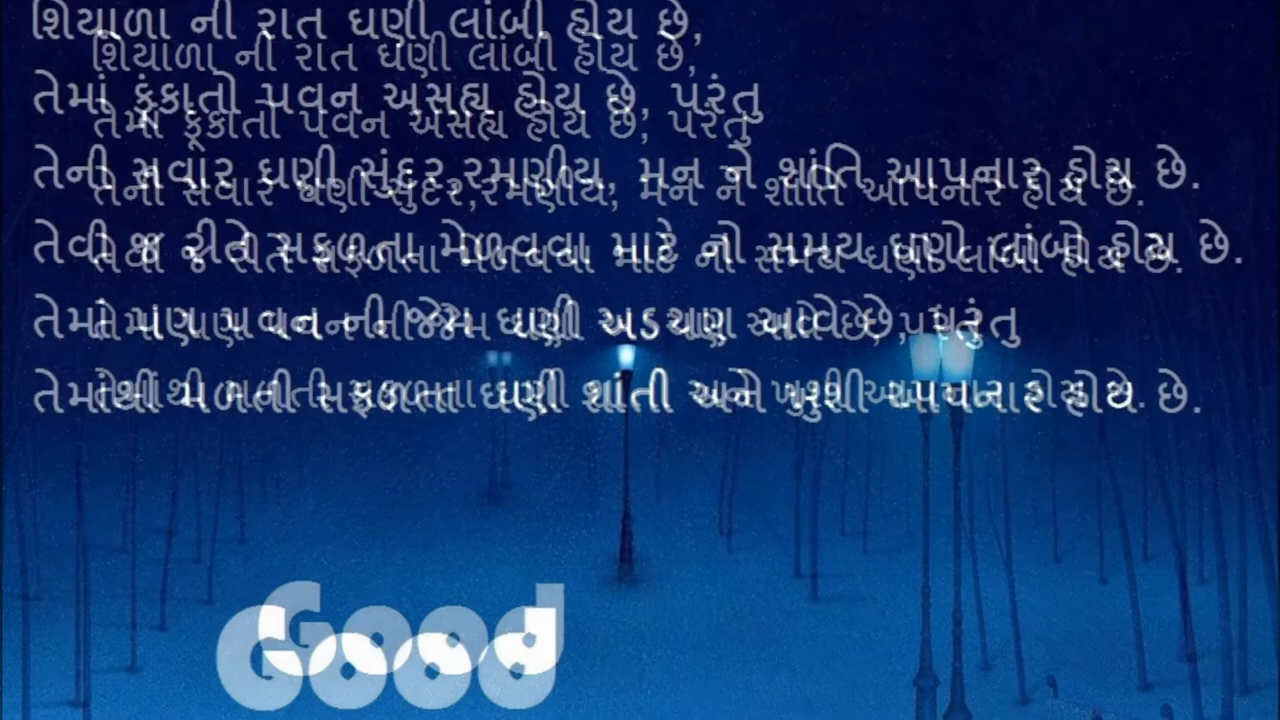 શિયાળા ની રાત ઘણી લાંબી હોય છે,
તેમાં ફૂંકાતો પવન અસહ્ય હોય છે, પરંતુ
તેની સવાર ઘણી સુંદર,રમણીય, મન ને શાંતિ આપનાર હોય છે.
તેવી જ રીતે સફળતા મેળવવા માટે નો સમય ઘણો લાંબો હોય છે.
તેમાં પણ પવન ની જેમ ઘણી અડચણ આવે છે, પરંતુ
તેમાંથી મળતી સફળતા ઘણી શાંતી અને ખુશી આપનાર હોય છે.
Good